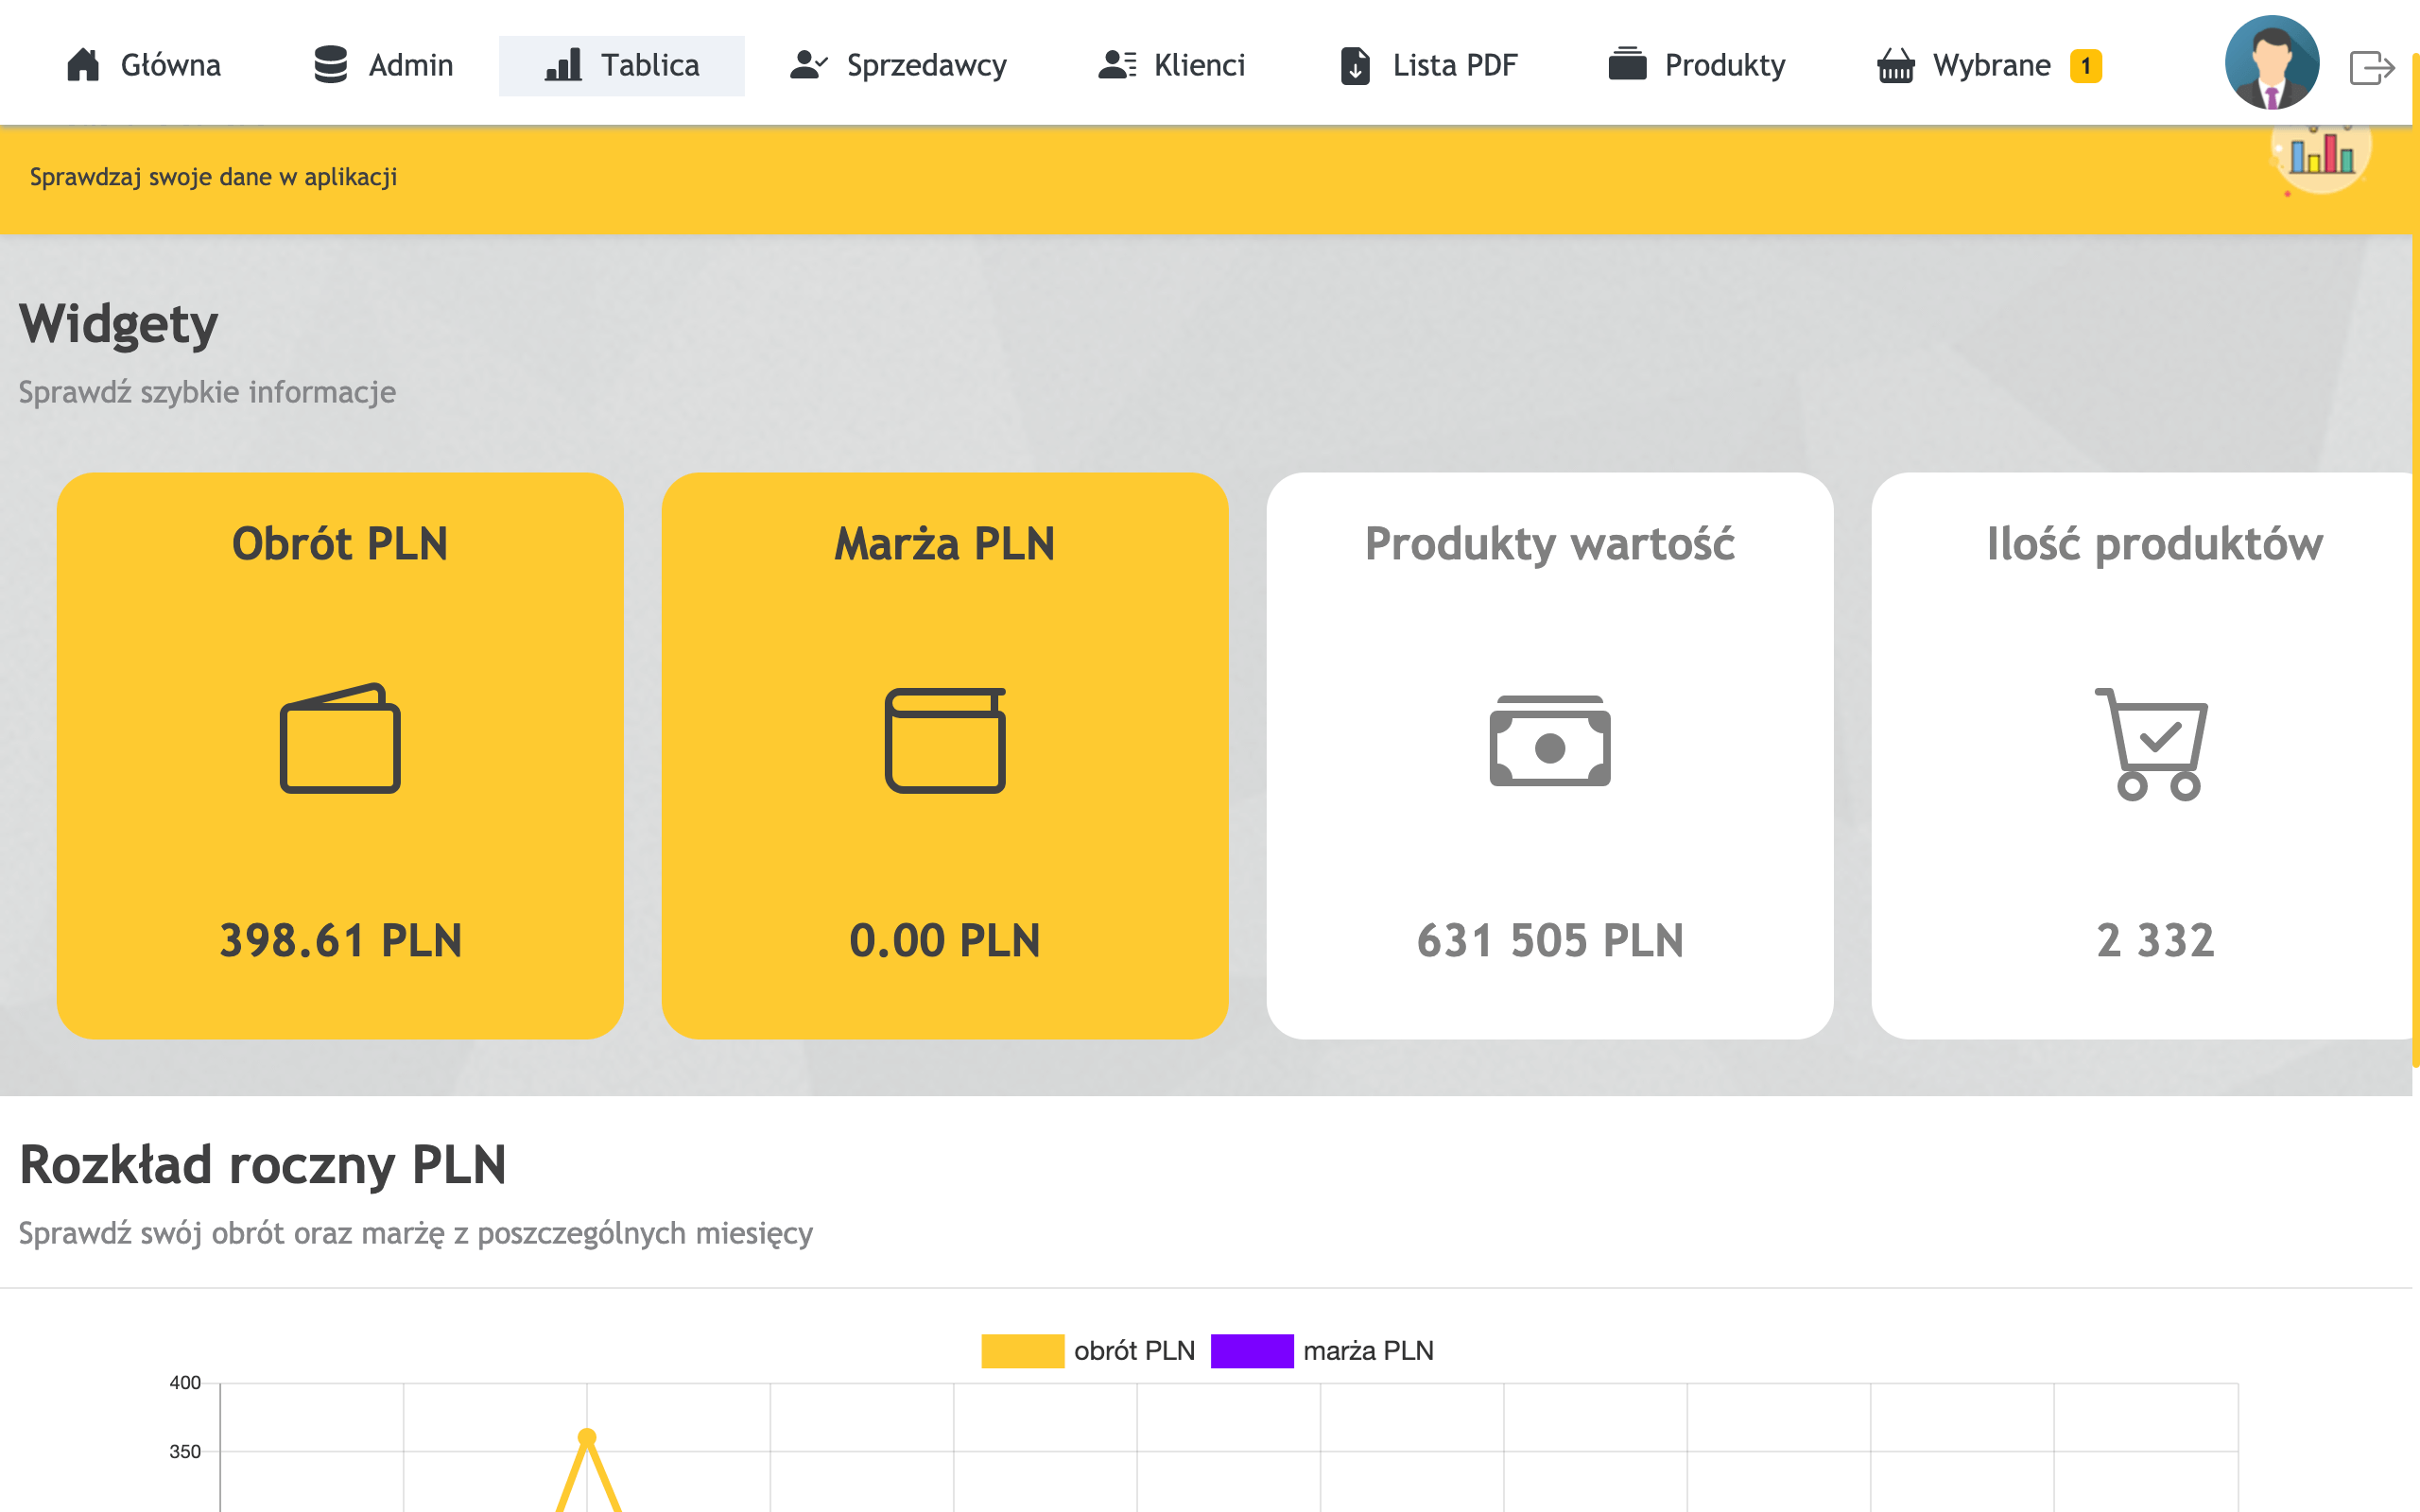 Główna Admin Tablica Sprzedawcy Klienci Lista PDF Produkty Wybrane 1
Sprawdzaj swoje dane w aplikacji
Widgety
Sprawdź szybkie informacje
Obrót PLN Marża PLN Produkty wartość Ilość produktów
398.61 PLN 0.00 PLN 631 505 PLN 2 332
Rozkład roczny PLN
Sprawdź swój obrót oraz marżę z poszczególnych miesięcy
obrót PLN marża PLN
400
350